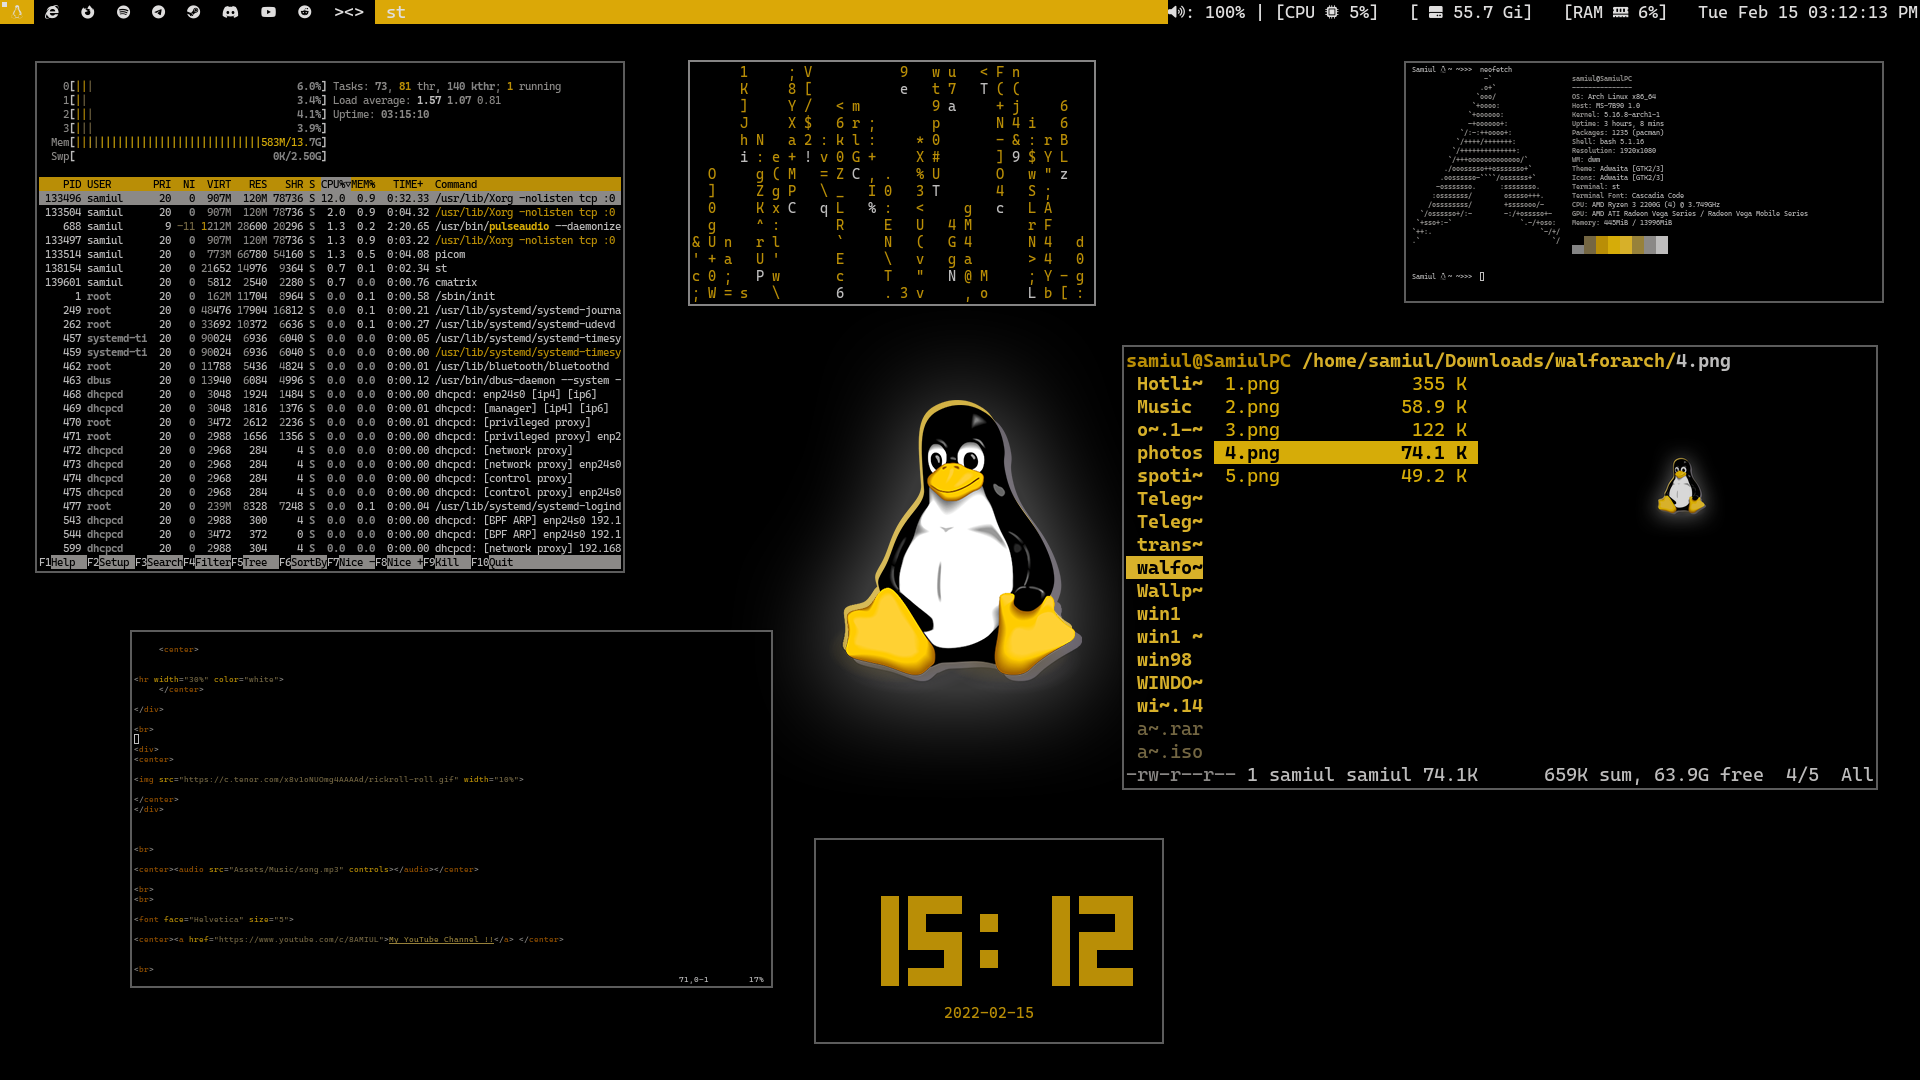 ><> st : 100% | [CPU 5%] [ 55.7 Gi] [RAM 6%] Tue Feb 15 03:12:13 PM
0[||| 6.0%] Tasks: 73, 81 thr, 140 kthr; 1 running
1[|| 3.4%] Load average: 1.57 1.07 0.81
2[||| 4.1%] Uptime: 03:15:10
3[||| 3.9%]
Mem[|||||||||||||||||||||||||||||||583M/13.7G]
Swp[ 0K/2.50G]
PID USER PRI NI VIRT RES SHR S CPU%▽MEM% TIME+ Command
133496 samiul 20 0 907M 120M 78736 S 12.0 0.9 0:32.33 /usr/lib/Xorg -nolisten tcp :0
133504 samiul 20 0 907M 120M 78736 S 2.0 0.9 0:04.32 /usr/lib/Xorg -nolisten tcp :0
688 samiul 9 -11 1212M 28600 20296 S 1.3 0.2 2:20.65 /usr/bin/pulseaudio --daemonize
133497 samiul 20 0 907M 120M 78736 S 1.3 0.9 0:03.22 /usr/lib/Xorg -nolisten tcp :0
133514 samiul 20 0 773M 66780 54160 S 1.3 0.5 0:04.08 picom
138154 samiul 20 0 21652 14976 9364 S 0.7 0.1 0:02.34 st
139601 samiul 20 0 5812 2540 2280 S 0.7 0.0 0:00.76 cmatrix
1 root 20 0 162M 11704 8964 S 0.0 0.1 0:00.58 /sbin/init
249 root 20 0 48476 17904 16812 S 0.0 0.1 0:00.21 /usr/lib/systemd/systemd-journa
262 root 20 0 33692 10372 6636 S 0.0 0.1 0:00.27 /usr/lib/systemd/systemd-udevd
457 systemd-ti 20 0 90024 6936 6040 S 0.0 0.0 0:00.05 /usr/lib/systemd/systemd-timesy
459 systemd-ti 20 0 90024 6936 6040 S 0.0 0.0 0:00.00 /usr/lib/systemd/systemd-timesy
462 root 20 0 11788 5436 4824 S 0.0 0.0 0:00.01 /usr/lib/bluetooth/bluetoothd
463 dbus 20 0 13940 6084 4996 S 0.0 0.0 0:00.12 /usr/bin/dbus-daemon --system -
468 dhcpcd 20 0 3048 1924 1484 S 0.0 0.0 0:00.00 dhcpcd: enp24s0 [ip4] [ip6]
469 dhcpcd 20 0 3048 1816 1376 S 0.0 0.0 0:00.01 dhcpcd: [manager] [ip4] [ip6]
470 root 20 0 3472 2612 2236 S 0.0 0.0 0:00.01 dhcpcd: [privileged proxy]
471 root 20 0 2988 1656 1356 S 0.0 0.0 0:00.00 dhcpcd: [privileged proxy] enp2
472 dhcpcd 20 0 2968 284 4 S 0.0 0.0 0:00.00 dhcpcd: [network proxy]
473 dhcpcd 20 0 2968 284 4 S 0.0 0.0 0:00.00 dhcpcd: [network proxy] enp24s0
474 dhcpcd 20 0 2968 284 4 S 0.0 0.0 0:00.00 dhcpcd: [control proxy]
475 dhcpcd 20 0 2968 284 4 S 0.0 0.0 0:00.00 dhcpcd: [control proxy] enp24s0
477 root 20 0 239M 8328 7248 S 0.0 0.1 0:00.04 /usr/lib/systemd/systemd-logind
543 dhcpcd 20 0 2988 300 4 S 0.0 0.0 0:00.00 dhcpcd: [BPF ARP] enp24s0 192.1
544 dhcpcd 20 0 3472 372 0 S 0.0 0.0 0:00.00 dhcpcd: [BPF ARP] enp24s0 192.1
599 dhcpcd 20 0 2988 304 4 S 0.0 0.0 0:00.00 dhcpcd: [network proxy] 192.168
F1Help F2Setup F3SearchF4FilterF5Tree F6SortByF7Nice -F8Nice +F9Kill F10Quit
1 ; V 9 w u < F n
K 8 [ e t 7 T ( (
] Y / < m 9 a + j 6
J X $ 6 r ; p N 4 i 6
h N a 2 : k l : * 0 - & : r B
i : e + ! v 0 G + X # ] 9 $ Y L
O g ( M = Z C , . % U O w " z
] Z g P \ _ I 0 3 T 4 S ;
0 K x C q L % : < g c L A
g ^ : R E U 4 M r F
& U n r l ` N ( G 4 N 4 d
' + a U ' E \ v g a > 4 0
c 0 ; P w c T " N @ M ; Y - g
; W = s \ 6 . 3 v , o L b [ :
Samiul ~ ~>>> neofetch
samiul@SamiulPC
OS: Arch Linux x86_64
Host: MS-7B90 1.0
Kernel: 5.16.8-arch1-1
Uptime: 3 hours, 8 mins
Packages: 1235 (pacman)
Shell: bash 5.1.16
Resolution: 1920x1080
WM: dwm
Theme: Adwaita [GTK2/3]
Icons: Adwaita [GTK2/3]
Terminal: st
Terminal Font: Cascadia Code
CPU: AMD Ryzen 3 2200G (4) @ 3.749GHz
GPU: AMD ATI Radeon Vega Series / Radeon Vega Mobile Series
Memory: 445MiB / 13996MiB
Samiul ~ ~>>>
samiul@SamiulPC /home/samiul/Downloads/walforarch/4.png
Hotli~ 1.png 355 K
Music 2.png 58.9 K
o~.1-~ 3.png 122 K
photos 4.png 74.1 K
spoti~ 5.png 49.2 K
Teleg~
Teleg~
trans~
walfo~
Wallp~
win1
win1 ~
win98
WINDO~
wi~.14
a~.rar
a~.iso
-rw-r--r-- 1 samiul samiul 74.1K 659K sum, 63.9G free 4/5 All
<center>
<hr width="30%" color="white">
</center>
</div>
<br>
<div>
<center>
<img src="https://c.tenor.com/x8v1oNUOmg4AAAAd/rickroll-roll.gif" width="10%">
</center>
</div>
<br>
<center><audio src="Assets/Music/song.mp3" controls></audio></center>
<br>
<br>
<font face="Helvetica" size="5">
<center><a href="https://www.youtube.com/c/8AMIUL">My YouTube Channel !!</a> </center>
<br>
71,0-1 17%
15:12
2022-02-15